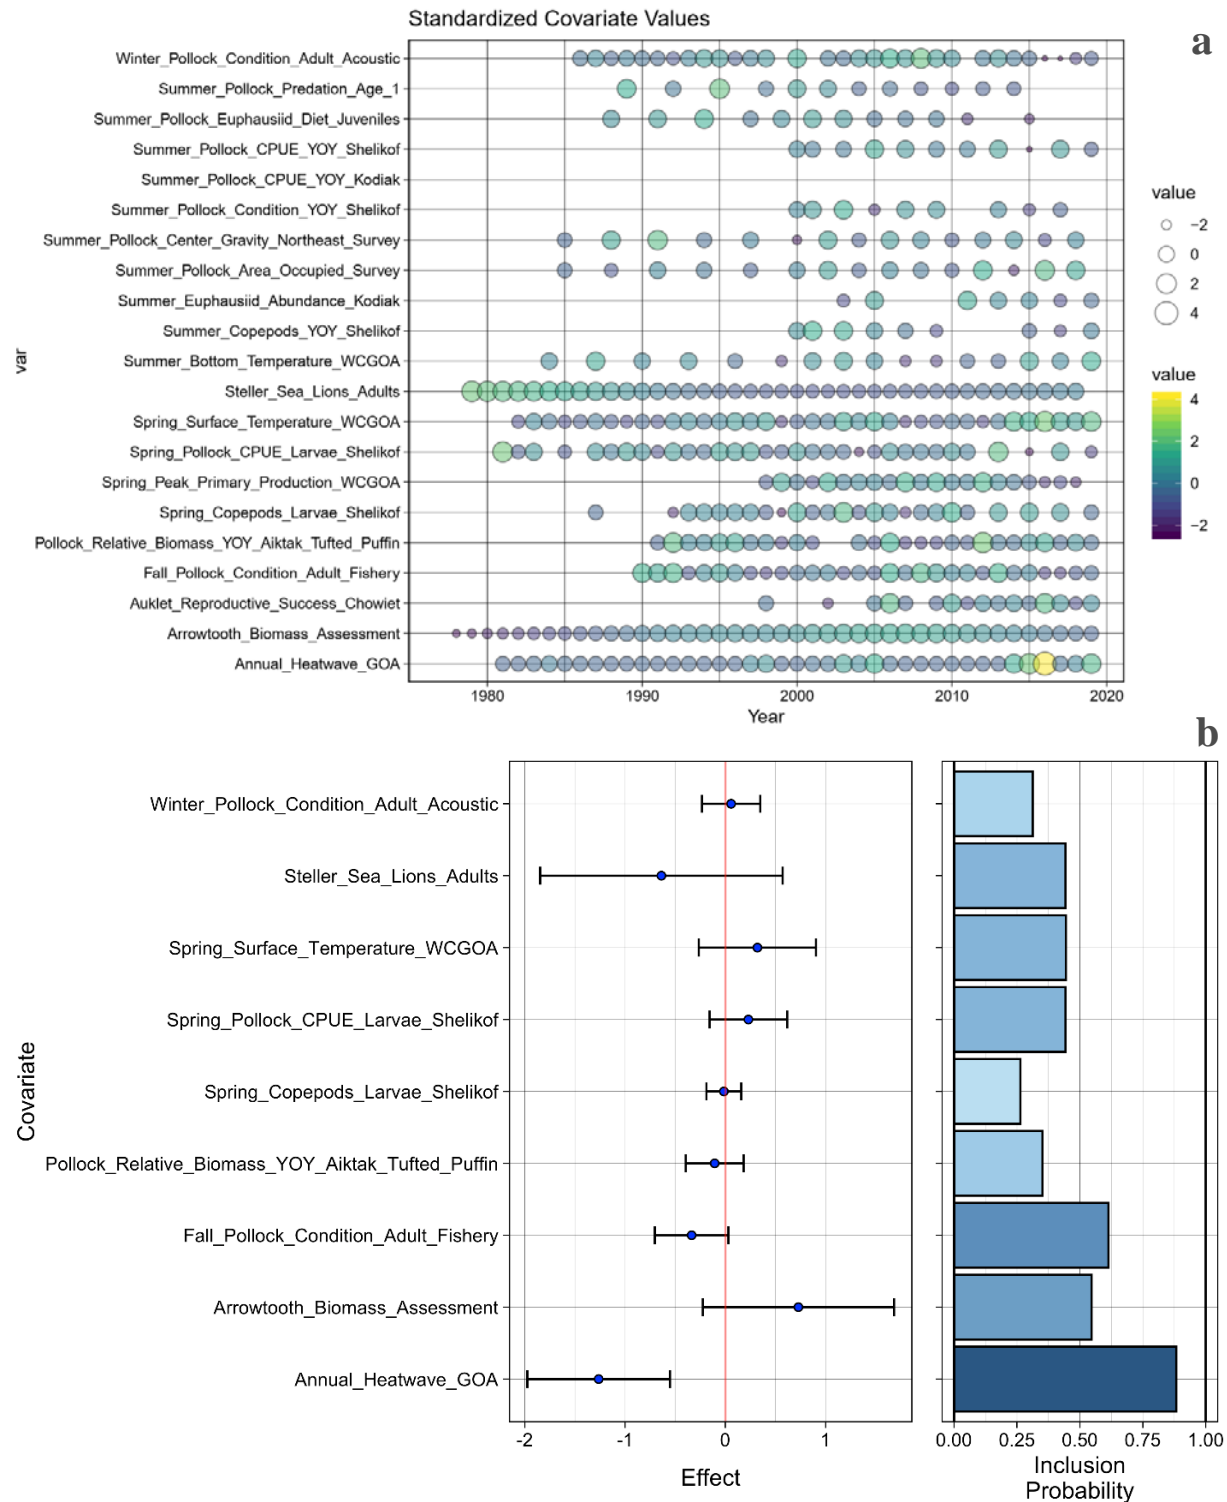 Standardized Covariate Values
a
Winter_Pollock_Condition_Adult_Acoustic
Summer_Pollock_Predation_Age_1
Summer_Pollock_Euphausiid_Diet_Juveniles
Summer_Pollock_CPUE_YOY_Shelikof
Summer_Pollock_CPUE_YOY_Kodiak
Summer_Pollock_Condition_YOY_Shelikof
Summer_Pollock_Center_Gravity_Northeast_Survey
Summer_Pollock_Area_Occupied_Survey
Summer_Euphausiid_Abundance_Kodiak
Summer_Copepods_YOY_Shelikof
Summer_Bottom_Temperature_WCGOA
Steller_Sea_Lions_Adults
Spring_Surface_Temperature_WCGOA
Spring_Pollock_CPUE_Larvae_Shelikof
Spring_Peak_Primary_Production_WCGOA
Spring_Copepods_Larvae_Shelikof
Pollock_Relative_Biomass_YOY_Aiktak_Tufted_Puffin
Fall_Pollock_Condition_Adult_Fishery
Auklet_Reproductive_Success_Chowiet
Arrowtooth_Biomass_Assessment
Annual_Heatwave_GOA
var
1980 1990 2000 2010 2020
Year
value
−2
0
2
4
value
4
2
0
−2
b
Winter_Pollock_Condition_Adult_Acoustic
Steller_Sea_Lions_Adults
Spring_Surface_Temperature_WCGOA
Spring_Pollock_CPUE_Larvae_Shelikof
Spring_Copepods_Larvae_Shelikof
Pollock_Relative_Biomass_YOY_Aiktak_Tufted_Puffin
Fall_Pollock_Condition_Adult_Fishery
Arrowtooth_Biomass_Assessment
Annual_Heatwave_GOA
Covariate
-2 -1 0 1
Effect
0.00 0.25 0.50 0.75 1.00
Inclusion
Probability